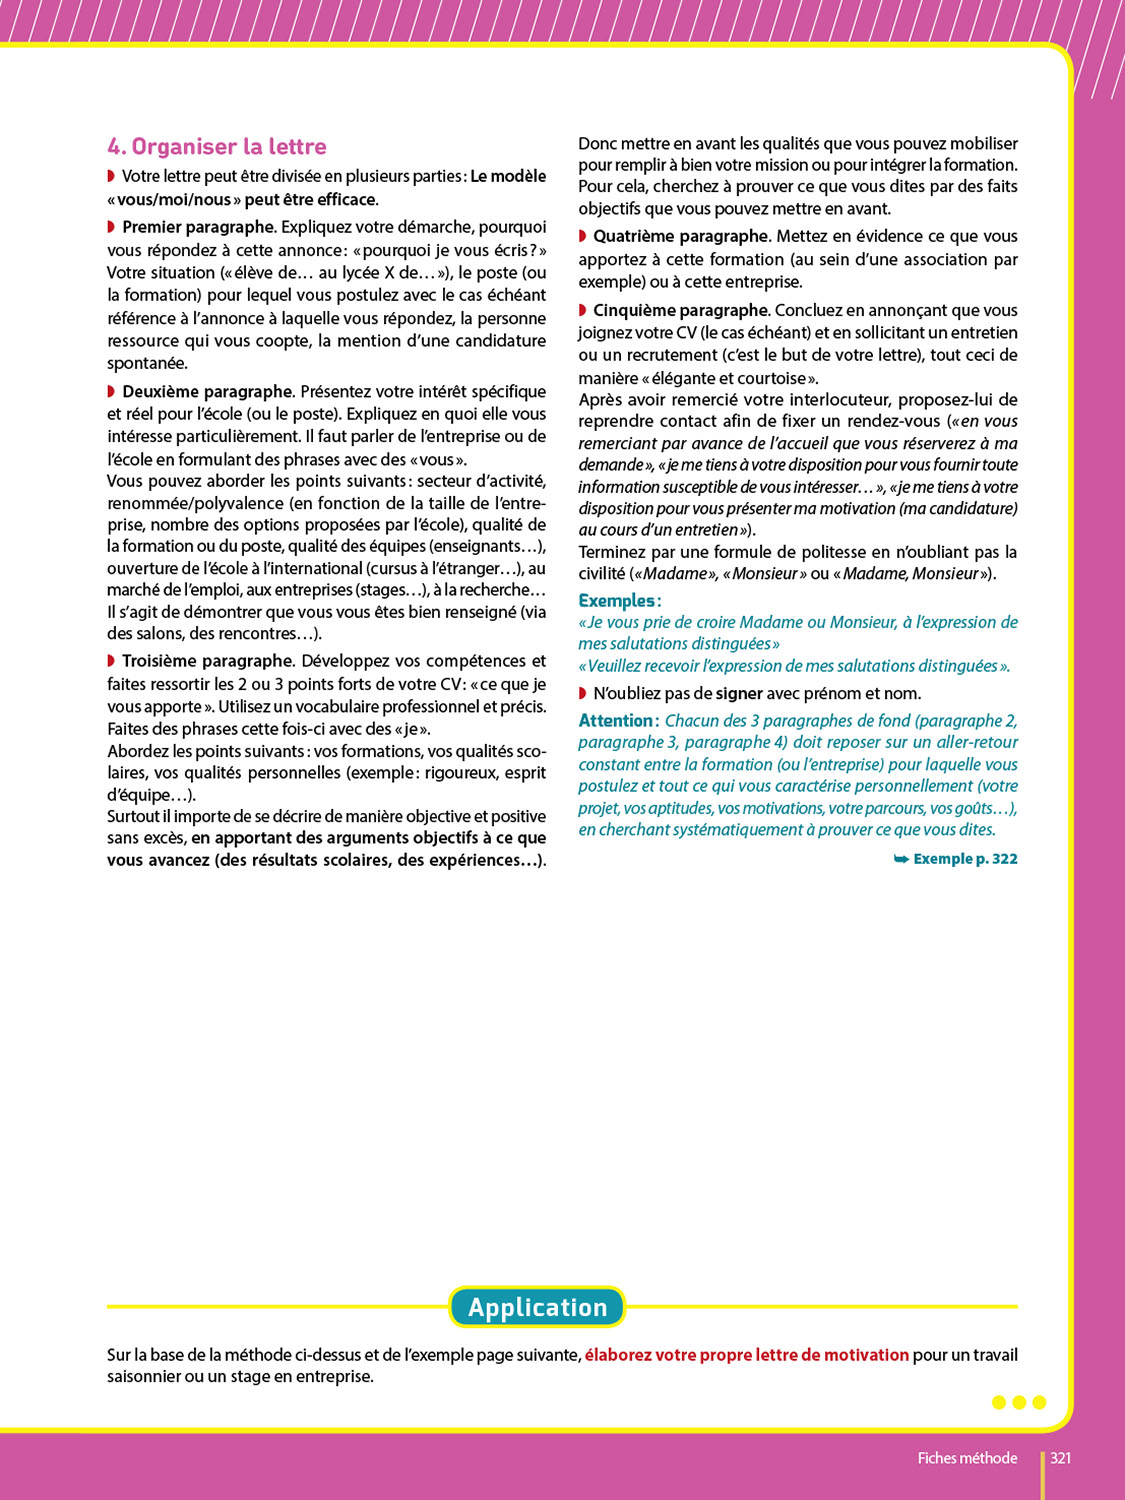 4. Organiser la lettre
◗ Votre lettre peut être divisée en plusieurs parties : Le modèle
« vous/moi/nous » peut être efficace.
◗ Premier paragraphe. Expliquez votre démarche, pourquoi
vous répondez à cette annonce : « pourquoi je vous écris ? »
Votre situation (« élève de… au lycée X de… »), le poste (ou
la formation) pour lequel vous postulez avec le cas échéant
référence à l’annonce à laquelle vous répondez, la personne
ressource qui vous coopte, la mention d’une candidature
spontanée.
◗ Deuxième paragraphe. Présentez votre intérêt spécifique
et réel pour l’école (ou le poste). Expliquez en quoi elle vous
intéresse particulièrement. Il faut parler de l’entreprise ou de
l’école en formulant des phrases avec des « vous ».
Vous pouvez aborder les points suivants : secteur d’activité,
renommée/polyvalence (en fonction de la taille de l’entre-
prise, nombre des options proposées par l’école), qualité de
la formation ou du poste, qualité des équipes (enseignants…),
ouverture de l’école à l’international (cursus à l’étranger…), au
marché de l’emploi, aux entreprises (stages…), à la recherche…
Il s’agit de démontrer que vous vous êtes bien renseigné (via
des salons, des rencontres…).
◗ Troisième paragraphe. Développez vos compétences et
faites ressortir les 2 ou 3 points forts de votre CV : « ce que je
vous apporte ». Utilisez un vocabulaire professionnel et précis.
Faites des phrases cette fois-ci avec des « je ».
Abordez les points suivants : vos formations, vos qualités sco-
laires, vos qualités personnelles (exemple : rigoureux, esprit
d’équipe…).
Surtout il importe de se décrire de manière objective et positive
sans excès, en apportant des arguments objectifs à ce que
vous avancez (des résultats scolaires, des expériences…).
Donc mettre en avant les qualités que vous pouvez mobiliser
pour remplir à bien votre mission ou pour intégrer la formation.
Pour cela, cherchez à prouver ce que vous dites par des faits
objectifs que vous pouvez mettre en avant.
◗ Quatrième paragraphe. Mettez en évidence ce que vous
apportez à cette formation (au sein d’une association par
exemple) ou à cette entreprise.
◗ Cinquième paragraphe. Concluez en annonçant que vous
joignez votre CV (le cas échéant) et en sollicitant un entretien
ou un recrutement (c’est le but de votre lettre), tout ceci de
manière « élégante et courtoise ».
Après avoir remercié votre interlocuteur, proposez-lui de
reprendre contact afin de fixer un rendez-vous (« en vous
remerciant par avance de l’accueil que vous réserverez à ma
demande », « je me tiens à votre disposition pour vous fournir toute
information susceptible de vous intéresser… », « je me tiens à votre
disposition pour vous présenter ma motivation (ma candidature)
au cours d’un entretien »).
Terminez par une formule de politesse en n’oubliant pas la
civilité (« Madame », « Monsieur » ou « Madame, Monsieur »).
Exemples :
« Je vous prie de croire Madame ou Monsieur, à l’expression de
mes salutations distinguées »
« Veuillez recevoir l’expression de mes salutations distinguées ».
◗ N’oubliez pas de signer avec prénom et nom.
Attention : Chacun des 3 paragraphes de fond (paragraphe 2,
paragraphe 3, paragraphe 4) doit reposer sur un aller-retour
constant entre la formation (ou l’entreprise) pour laquelle vous
postulez et tout ce qui vous caractérise personnellement (votre
projet, vos aptitudes, vos motivations, votre parcours, vos goûts…),
en cherchant systématiquement à prouver ce que vous dites.
➥ Exemple p. 322
Application
Sur la base de la méthode ci-dessus et de l’exemple page suivante, élaborez votre propre lettre de motivation pour un travail
saisonnier ou un stage en entreprise.
Fiches méthode 321